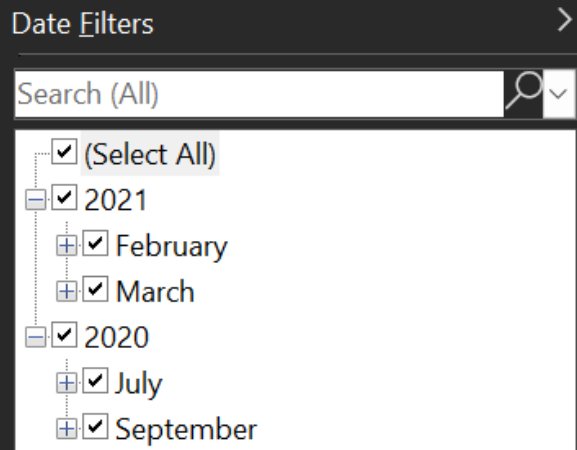 Date Filters
Search (All)
(Select All)
2021
February
March
2020
July
September